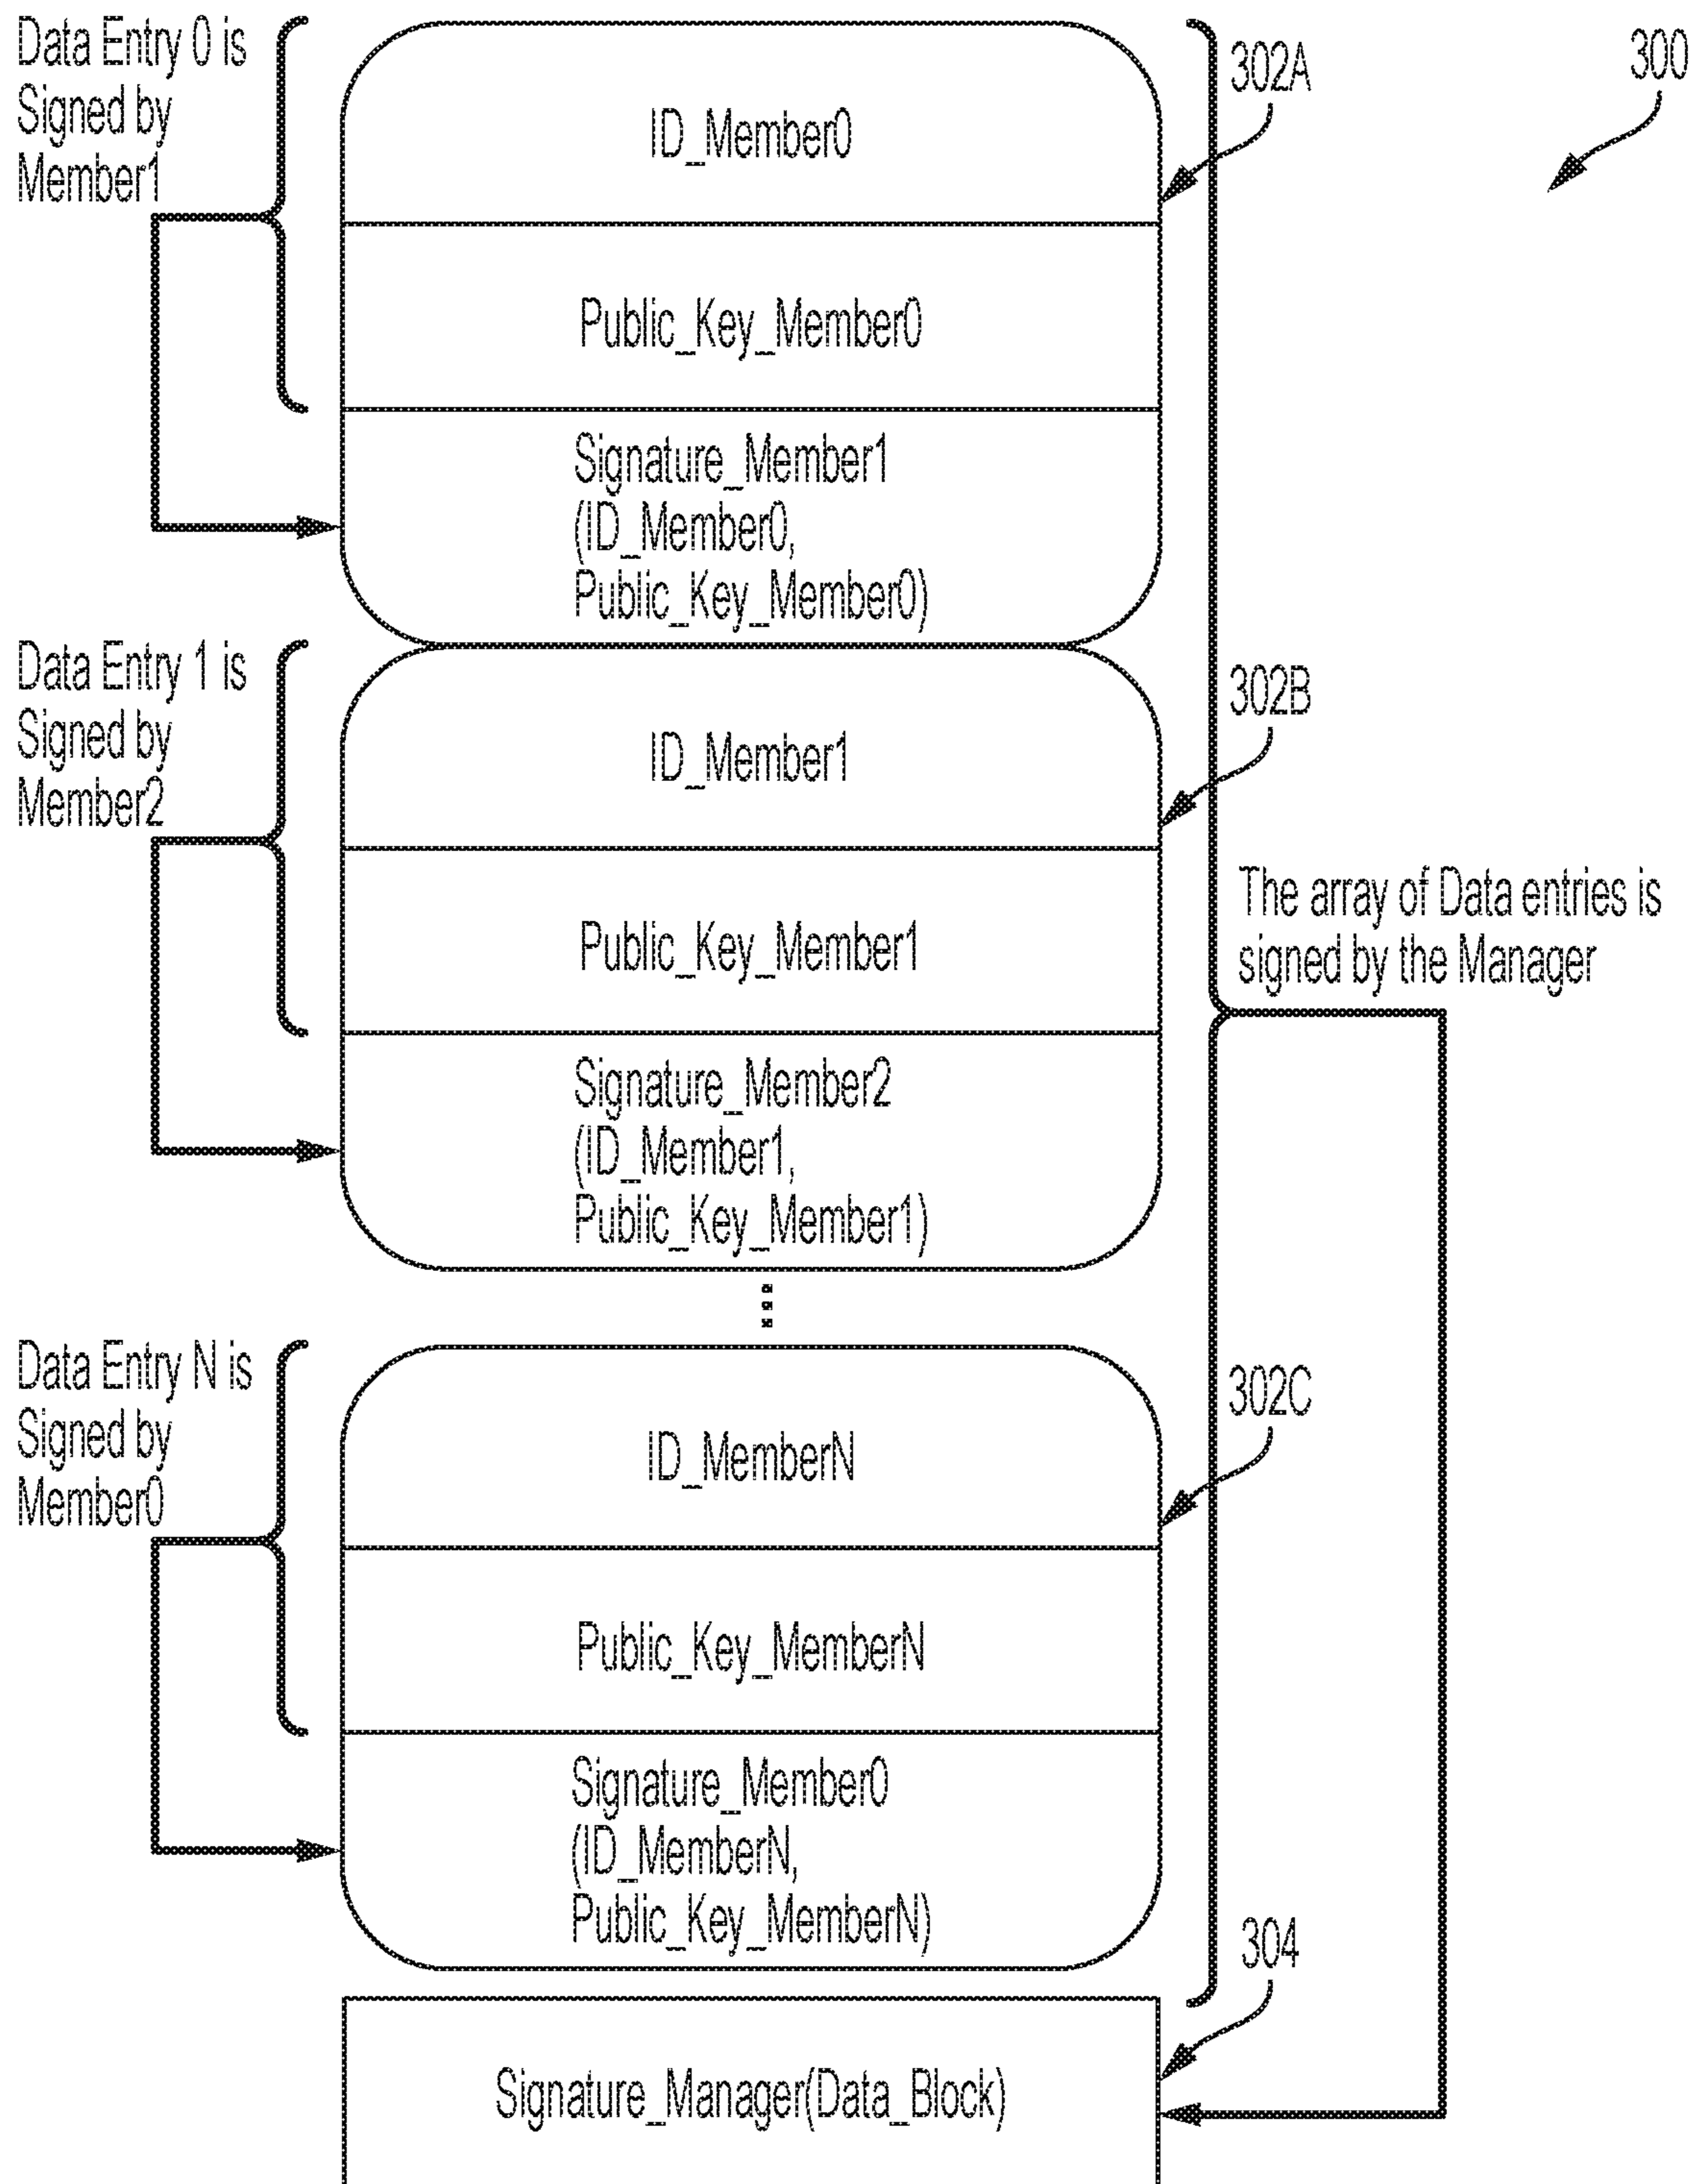 300
Data Entry 0 is
Signed by
Member1
302A
ID_Member0
Public_Key_Member0
Signature_Member1
(ID_Member0,
Public_Key_Member0)
Data Entry 1 is
Signed by
Member2
302B
ID_Member1
Public_Key_Member1
The array of Data entries is
signed by the Manager
Signature_Member2
(ID_Member1,
Public_Key_Member1)
Data Entry N is
Signed by
Member0
302C
ID_MemberN
Public_Key_MemberN
Signature_Member0
(ID_MemberN,
Public_Key_MemberN)
304
Signature_Manager(Data_Block)